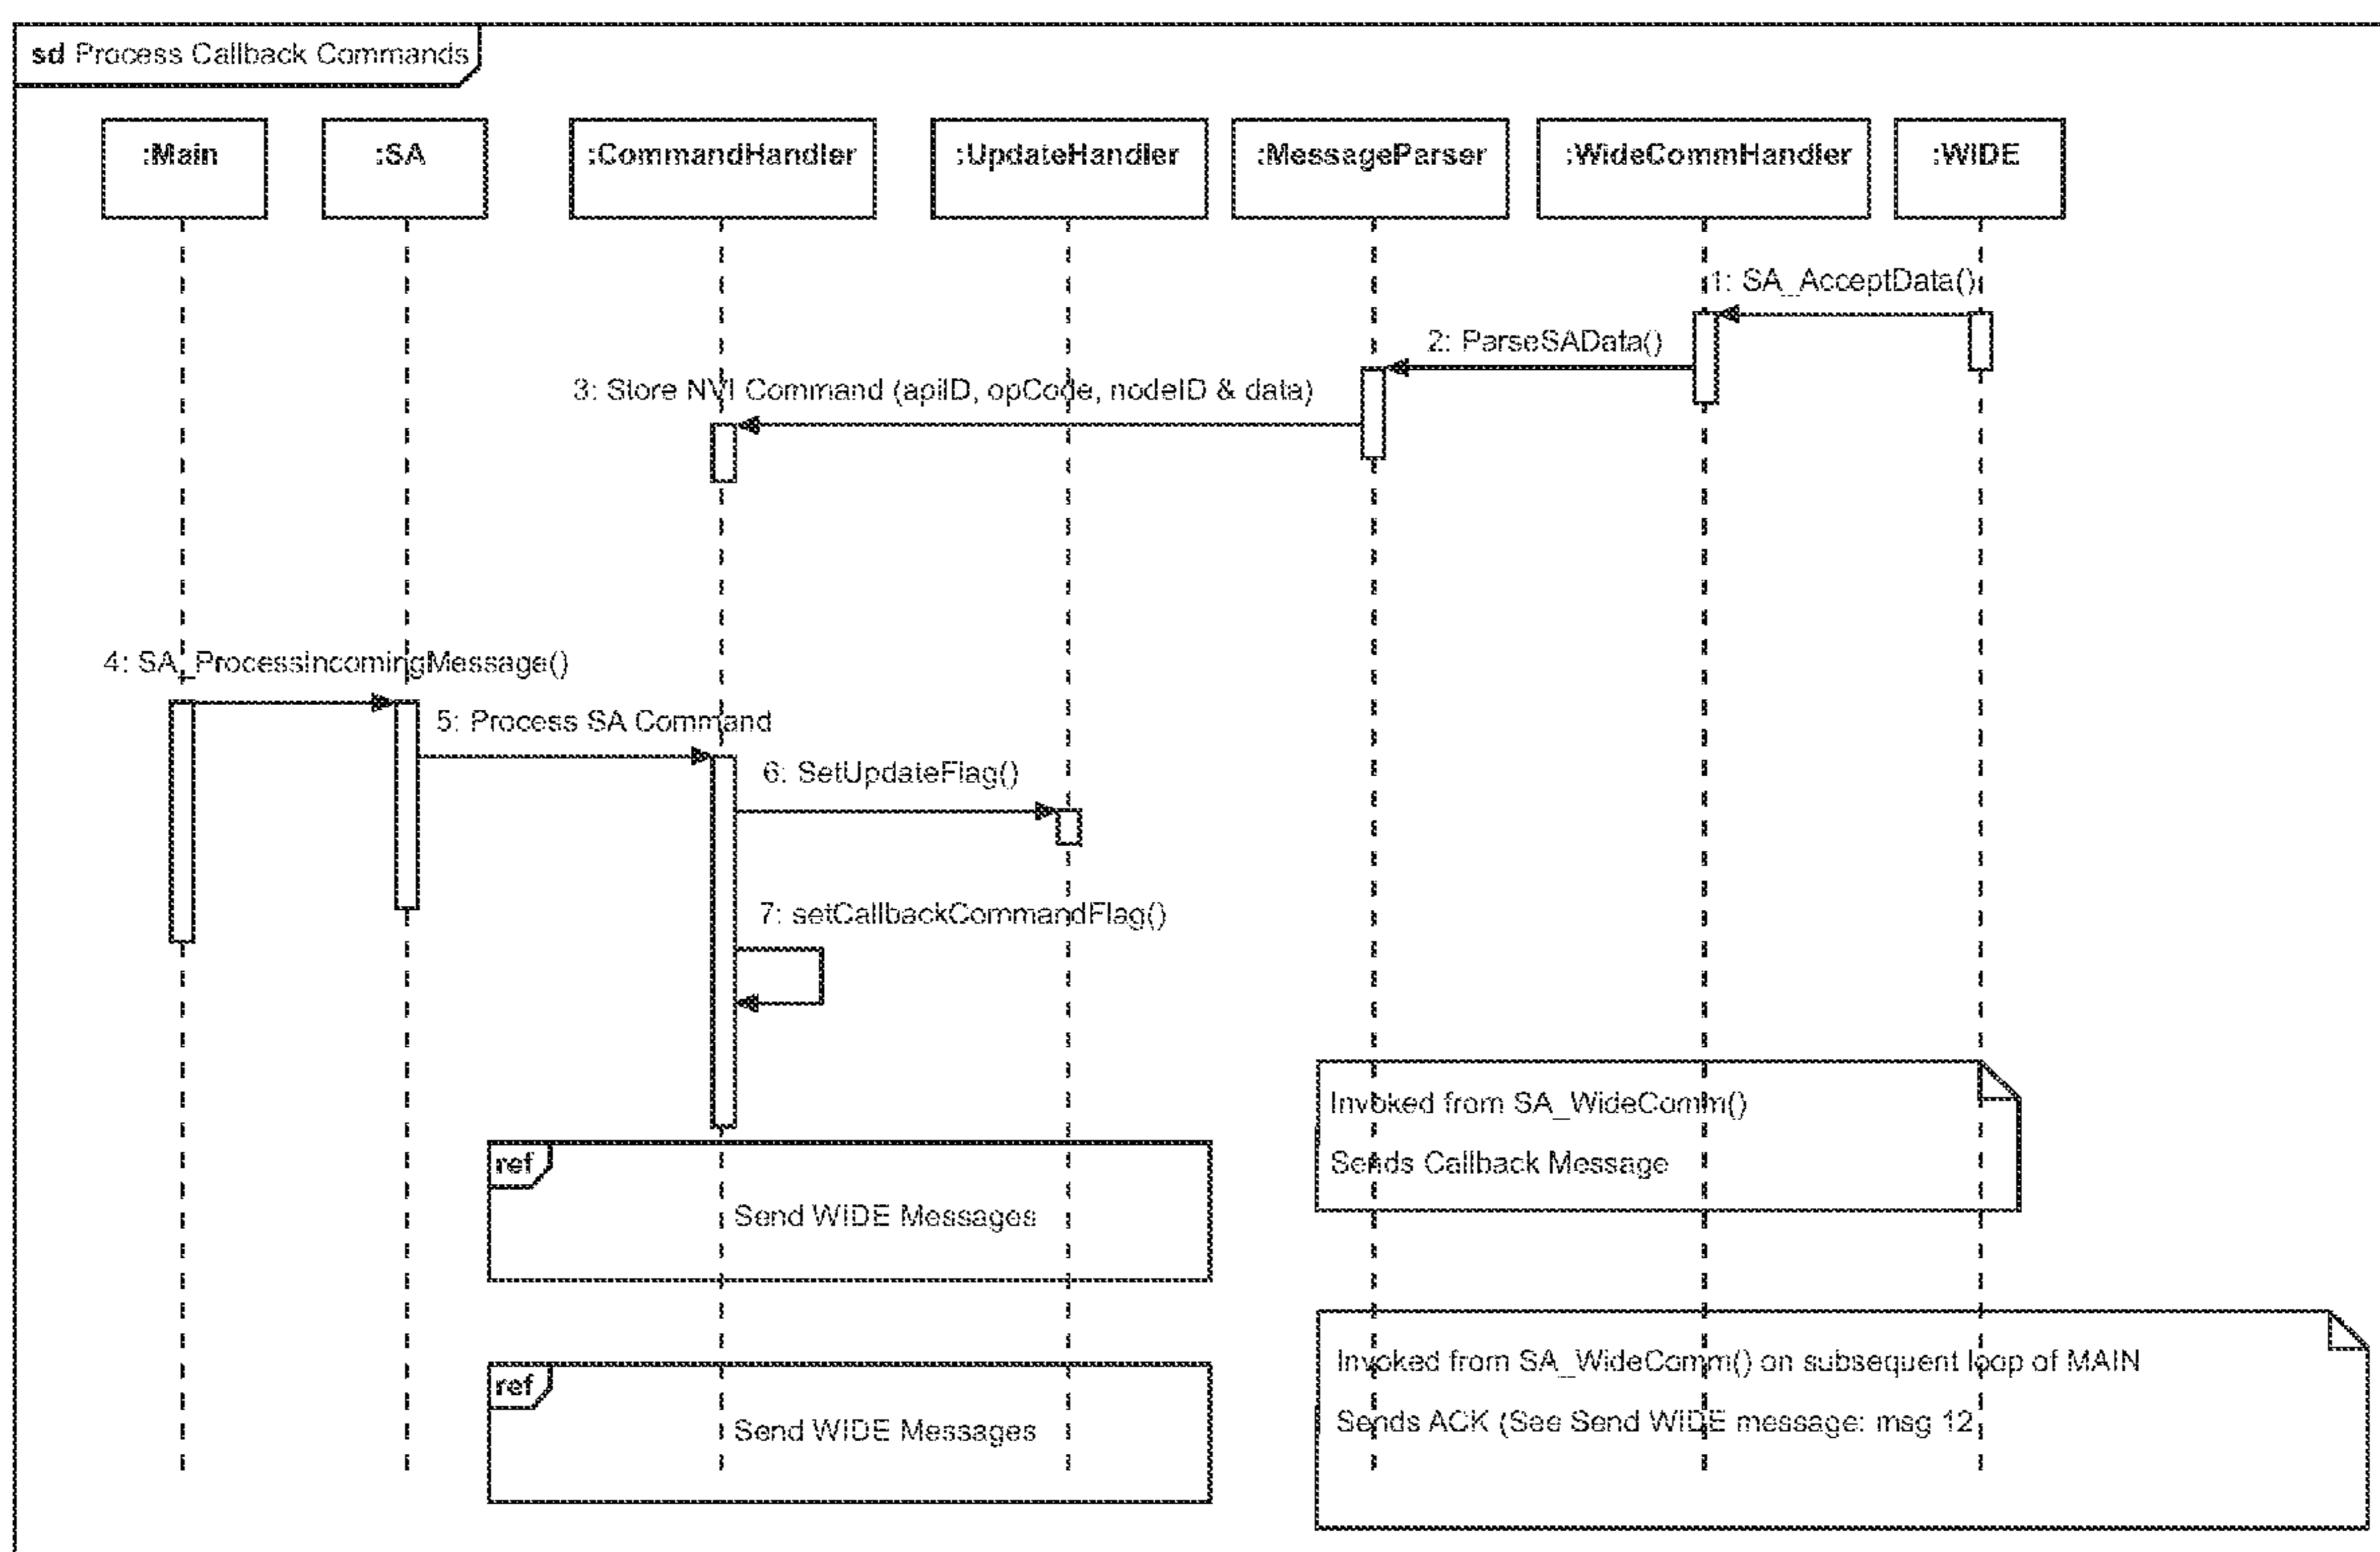 sd Process Callback Commands
:Main
:SA
:CommandHandler
:UpdateHandler
:MessageParser
:WideCommHandler
:WIDE
1: SA_AcceptData()
2: ParseSAData()
3: Store NVI Command (apiID, opCode, nodeID & data)
4: SA_ProcessIncomingMessage()
5: Process SA Command
6: SetUpdateFlag()
7: setCallbackCommandFlag()
Invoked from SA_WideComm()
Sends Callback Message
ref
Send WIDE Messages
Invoked from SA_WideComm() on subsequent loop of MAIN
Sends ACK (See Send WIDE message: msg 12
ref
Send WIDE Messages